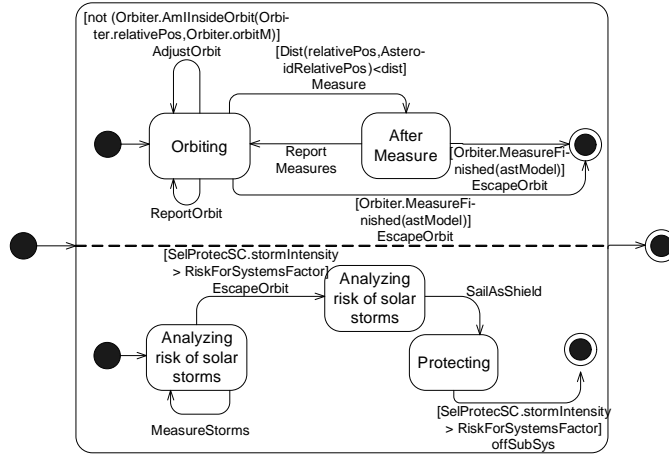 [not (Orbiter.AmIInsideOrbit(Orbi-
ter.relativePos,Orbiter.orbitM)]
AdjustOrbit
[Dist(relativePos,Astero-
idRelativePos)<dist]
Measure
Orbiting
After
Measure
Report
Measures
[Orbiter.MeasureFi-
nished(astModel)]
EscapeOrbit
ReportOrbit
[Orbiter.MeasureFi-
nished(astModel)]
EscapeOrbit
[SelProtecSC.stormIntensity
> RiskForSystemsFactor]
EscapeOrbit
Analyzing
risk of solar
storms
SailAsShield
Analyzing
risk of solar
storms
Protecting
MeasureStorms
[SelProtecSC.stormIntensity
> RiskForSystemsFactor]
offSubSys